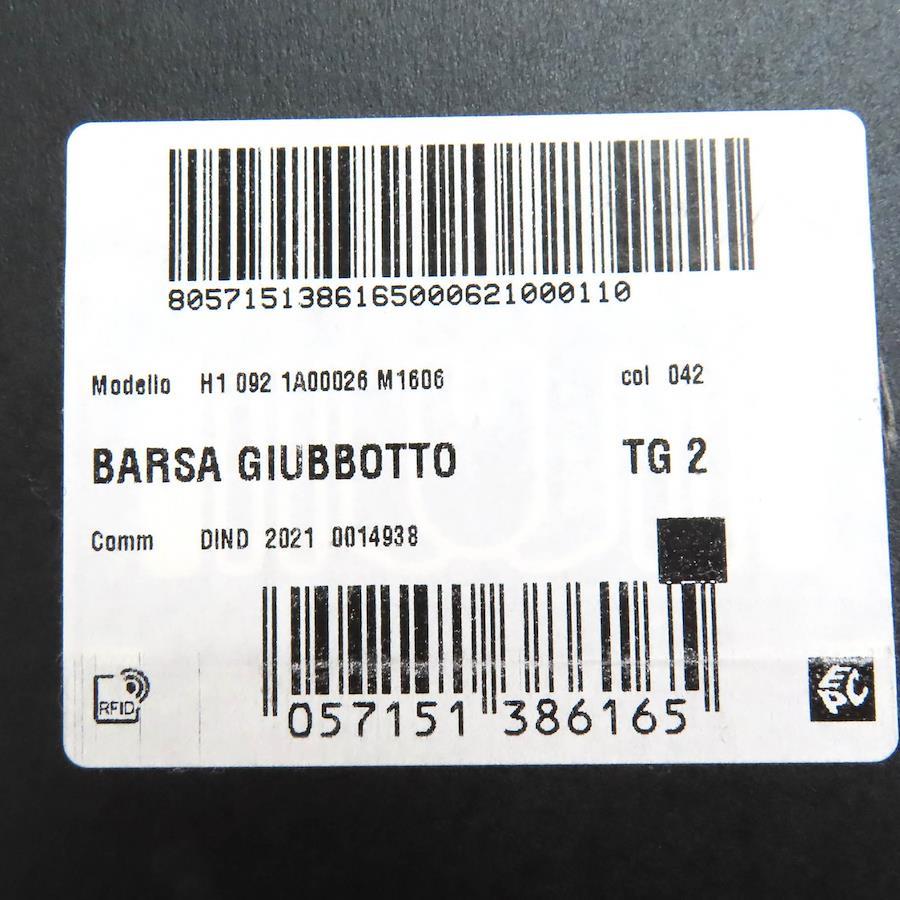 8057151386165000621000110
Modello H1 092 1A00026 M1606 col 042
BARSA GIUBBOTTO TG 2
Comm DIND 2021 0014938
057151 386165
RFID
EPC